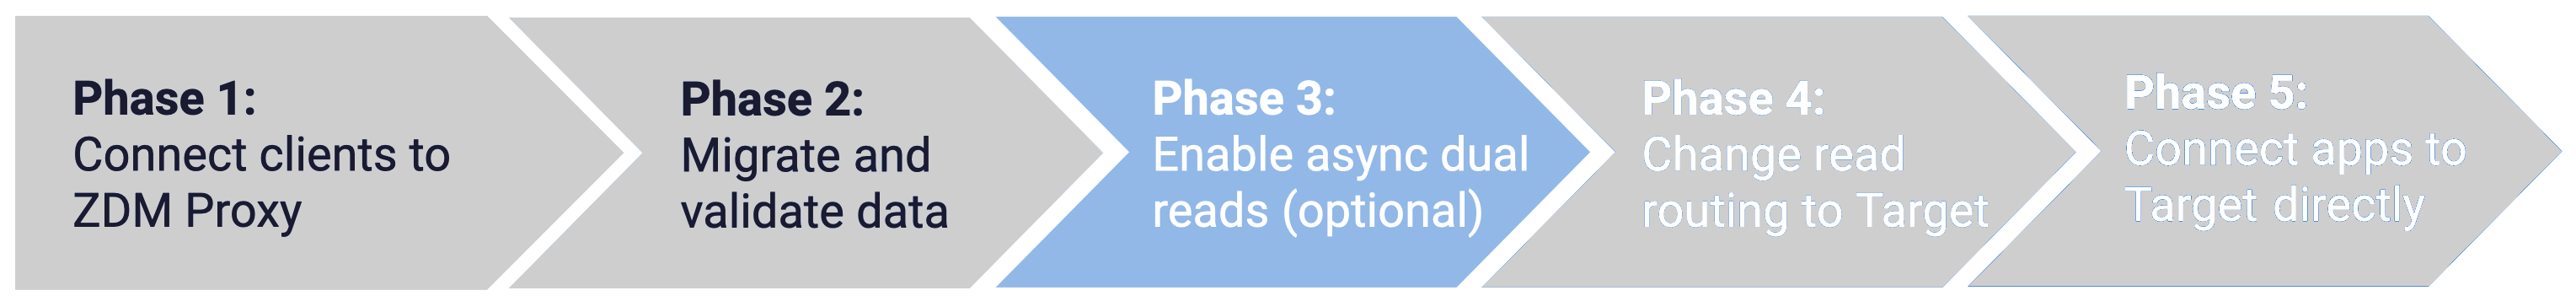 Phase 1:
Connect clients to
ZDM Proxy
Phase 2:
Migrate and
validate data
Phase 3:
Enable async dual
reads (optional)
Phase 4:
Change read
routing to Target
Phase 5:
Connect apps to
Target directly